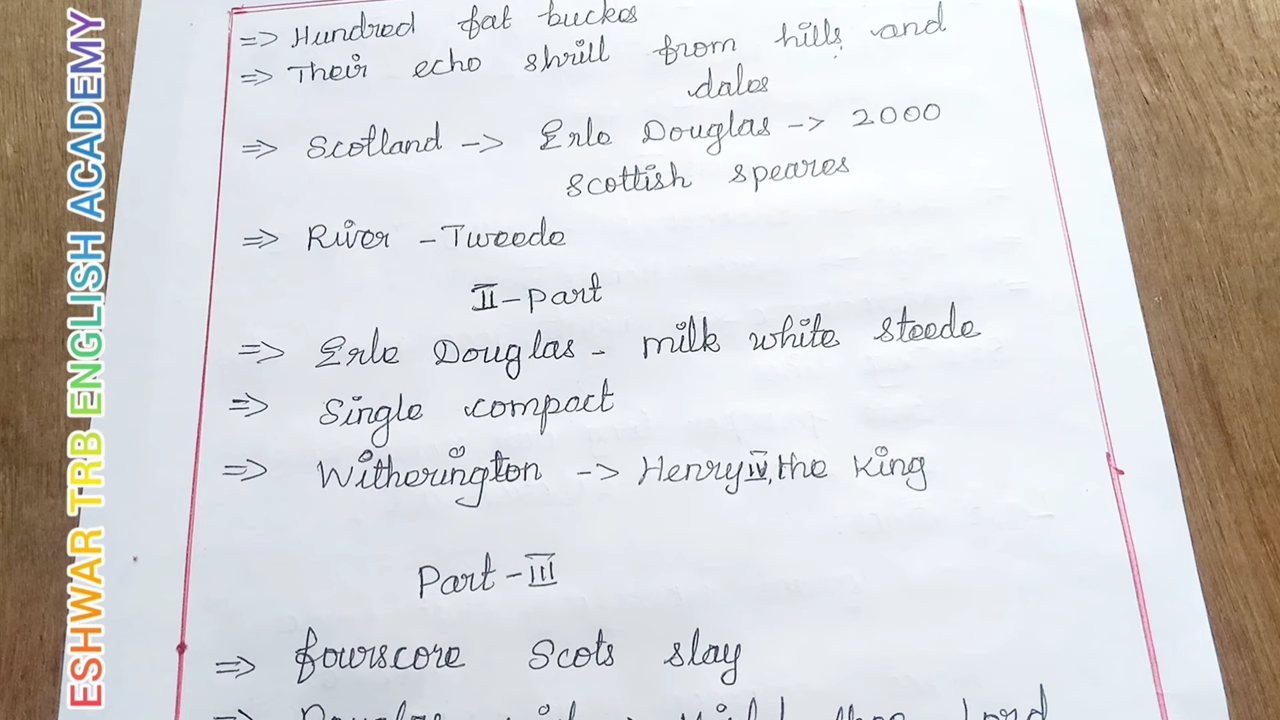 ESHWAR TRB ENGLISH ACADEMY
=> Hundred fat buckes
=> Their echo shrill from hills and
dales
=> Scotland -> Erle Douglas -> 2000
Scottish speares
=> River - Tweede
II - part
=> Erle Douglas - milk white steede
=> Single compact
=> Witherington -> Henry IV, the King
Part - III
=> fourscore Scots slay
=> Douglas Lord